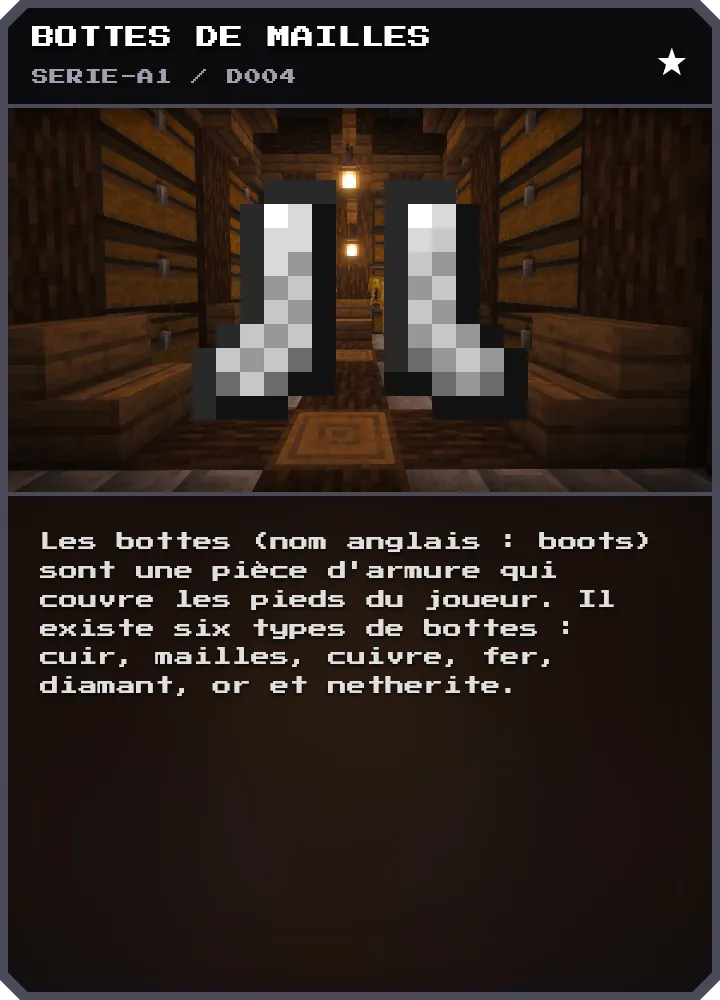 BOTTES DE MAILLES
SERIE-A1 / D004
Les bottes (nom anglais : boots)
sont une pièce d'armure qui
couvre les pieds du joueur. Il
existe six types de bottes :
cuir, mailles, cuivre, fer,
diamant, or et netherite.